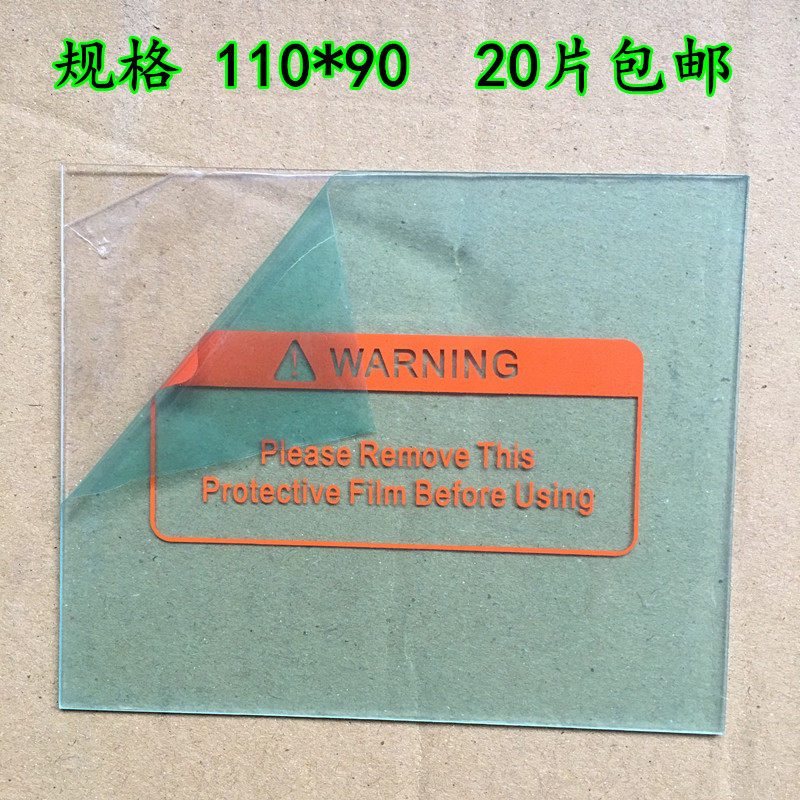 规格 110*90 20片包邮
WARNING
Please Remove This
Protective Film Before Using